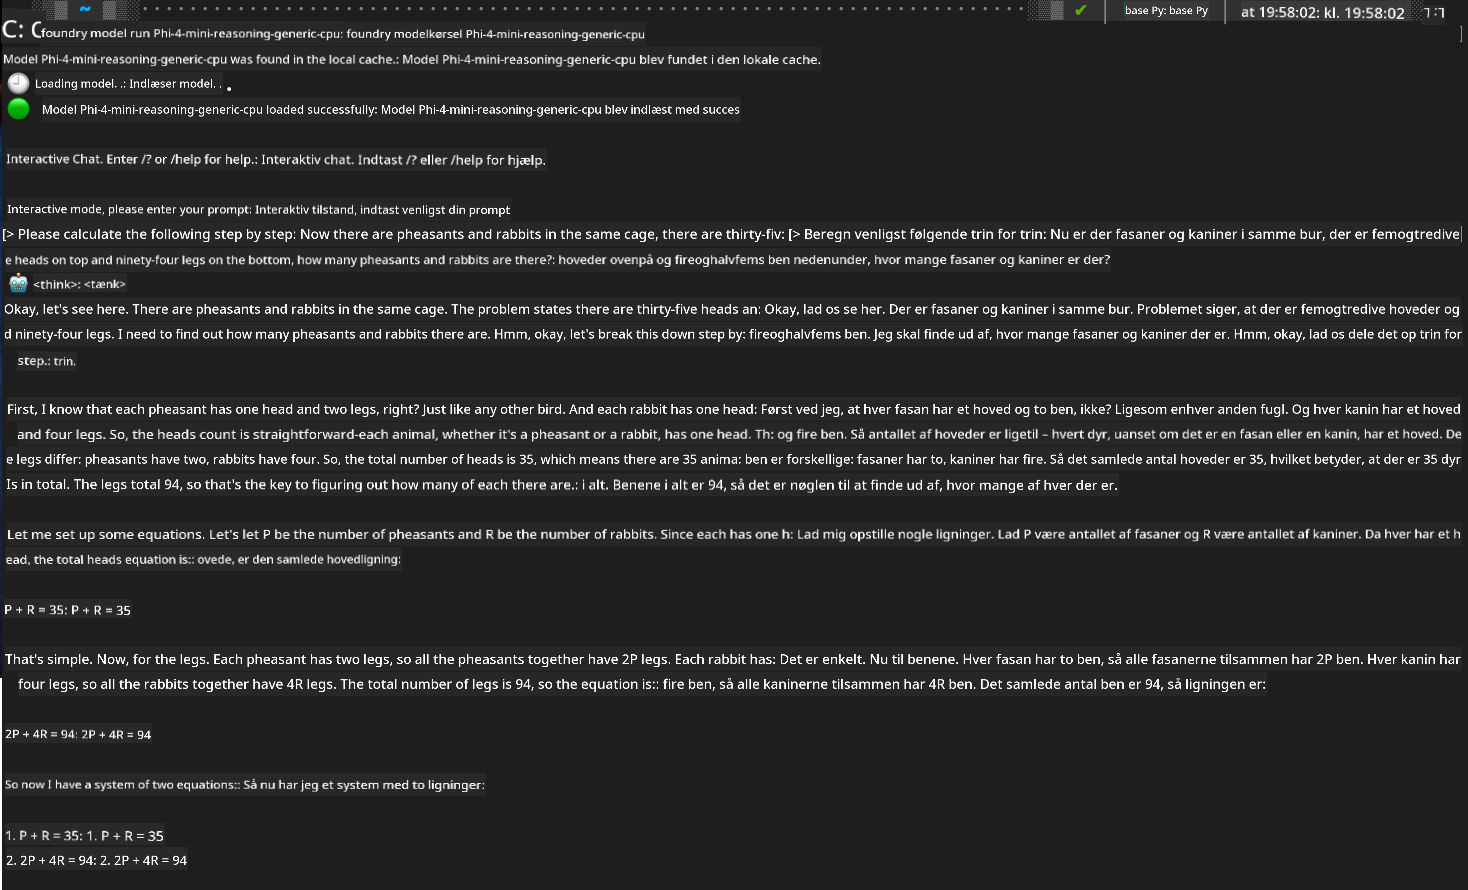 ~ ✔ base Py: base Py at 19:58:02: kl. 19:58:02
C: foundry model run Phi-4-mini-reasoning-generic-cpu: foundry modelkørsel Phi-4-mini-reasoning-generic-cpu
Model Phi-4-mini-reasoning-generic-cpu was found in the local cache.: Model Phi-4-mini-reasoning-generic-cpu blev fundet i den lokale cache.
Loading model. .: Indlæser model. . .
Model Phi-4-mini-reasoning-generic-cpu loaded successfully: Model Phi-4-mini-reasoning-generic-cpu blev indlæst med succes
Interactive Chat. Enter /? or /help for help.: Interaktiv chat. Indtast /? eller /help for hjælp.
Interactive mode, please enter your prompt: Interaktiv tilstand, indtast venligst din prompt
[> Please calculate the following step by step: Now there are pheasants and rabbits in the same cage, there are thirty-fiv: [> Beregn venligst følgende trin for trin: Nu er der fasaner og kaniner i samme bur, der er femogtredive
e heads on top and ninety-four legs on the bottom, how many pheasants and rabbits are there?: hoveder ovenpå og fireoghalvfems ben nedenunder, hvor mange fasaner og kaniner er der?
<think>: <tænk>
Okay, let's see here. There are pheasants and rabbits in the same cage. The problem states there are thirty-five heads an: Okay, lad os se her. Der er fasaner og kaniner i samme bur. Problemet siger, at der er femogtredive hoveder og
d ninety-four legs. I need to find out how many pheasants and rabbits there are. Hmm, okay, let's break this down step by: fireoghalvfems ben. Jeg skal finde ud af, hvor mange fasaner og kaniner der er. Hmm, okay, lad os dele det op trin for
step.: trin.
First, I know that each pheasant has one head and two legs, right? Just like any other bird. And each rabbit has one head: Først ved jeg, at hver fasan har et hoved og to ben, ikke? Ligesom enhver anden fugl. Og hver kanin har et hoved
and four legs. So, the heads count is straightforward-each animal, whether it's a pheasant or a rabbit, has one head. Th: og fire ben. Så antallet af hoveder er ligetil – hvert dyr, uanset om det er en fasan eller en kanin, har et hoved. De
e legs differ: pheasants have two, rabbits have four. So, the total number of heads is 35, which means there are 35 anima: ben er forskellige: fasaner har to, kaniner har fire. Så det samlede antal hoveder er 35, hvilket betyder, at der er 35 dyr
Is in total. The legs total 94, so that's the key to figuring out how many of each there are.: i alt. Benene i alt er 94, så det er nøglen til at finde ud af, hvor mange af hver der er.
Let me set up some equations. Let's let P be the number of pheasants and R be the number of rabbits. Since each has one h: Lad mig opstille nogle ligninger. Lad P være antallet af fasaner og R være antallet af kaniner. Da hver har et h
ead, the total heads equation is:: ovede, er den samlede hovedligning:
P + R = 35: P + R = 35
That's simple. Now, for the legs. Each pheasant has two legs, so all the pheasants together have 2P legs. Each rabbit has: Det er enkelt. Nu til benene. Hver fasan har to ben, så alle fasanerne tilsammen har 2P ben. Hver kanin har
four legs, so all the rabbits together have 4R legs. The total number of legs is 94, so the equation is:: fire ben, så alle kaninerne tilsammen har 4R ben. Det samlede antal ben er 94, så ligningen er:
2P + 4R = 94: 2P + 4R = 94
So now I have a system of two equations:: Så nu har jeg et system med to ligninger:
1. P + R = 35: 1. P + R = 35
2. 2P + 4R = 94: 2. 2P + 4R = 94